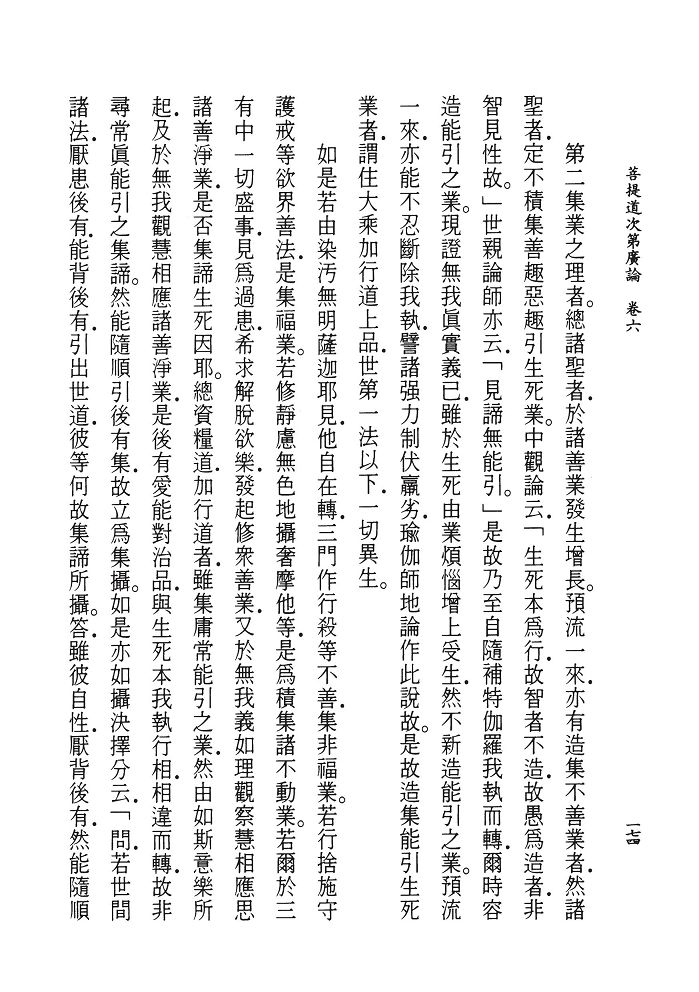 菩提道次第廣論　卷六
一七四
第二集業之理者。總諸聖者．於諸善業發生增長。預流一來．亦有造集不善業者．然諸
聖者．定不積集善趣惡趣引生死業。中觀論云．「生死本爲行．故智者不造．故愚爲造者．非
智見性故。」世親論師亦云．「見諦無能引。」是故乃至自隨補特伽羅我執而轉．爾時容
造能引之業。現證無我眞實義已．雖於生死由業煩惱增上受生．然不新造能引之業。預流
一來．亦能不忍斷除我執．譬諸强力制伏羸劣．瑜伽師地論作此說故。是故造集能引生死
業者．謂住大乘加行道上品．世第一法以下．一切異生。
如是若由染汚無明薩迦耶見．他自在轉．三門作行殺等不善．集非福業。若行捨施守
護戒等欲界善法．是集福業。若修靜慮無色地攝奢摩他等．是爲積集諸不動業。若爾於三
有中一切盛事．見爲過患．希求解脫欲樂．發起修衆善業．又於無我義如理觀察慧相應思
諸善淨業．是否集諦生死因耶。總資糧道．加行道者．雖集庸常能引之業．然由如斯意樂所
起．及於無我觀慧相應諸善淨業．是後有愛能對治品．與生死本我執行相．相違而轉．故非
尋常眞能引之集諦。然能隨順引後有集．故立爲集攝。如是亦如攝決擇分云．「問．若世間
諸法．厭患後有．能背後有．引出世道．彼等何故集諦所攝。答．雖彼自性．厭背後有．然能隨順